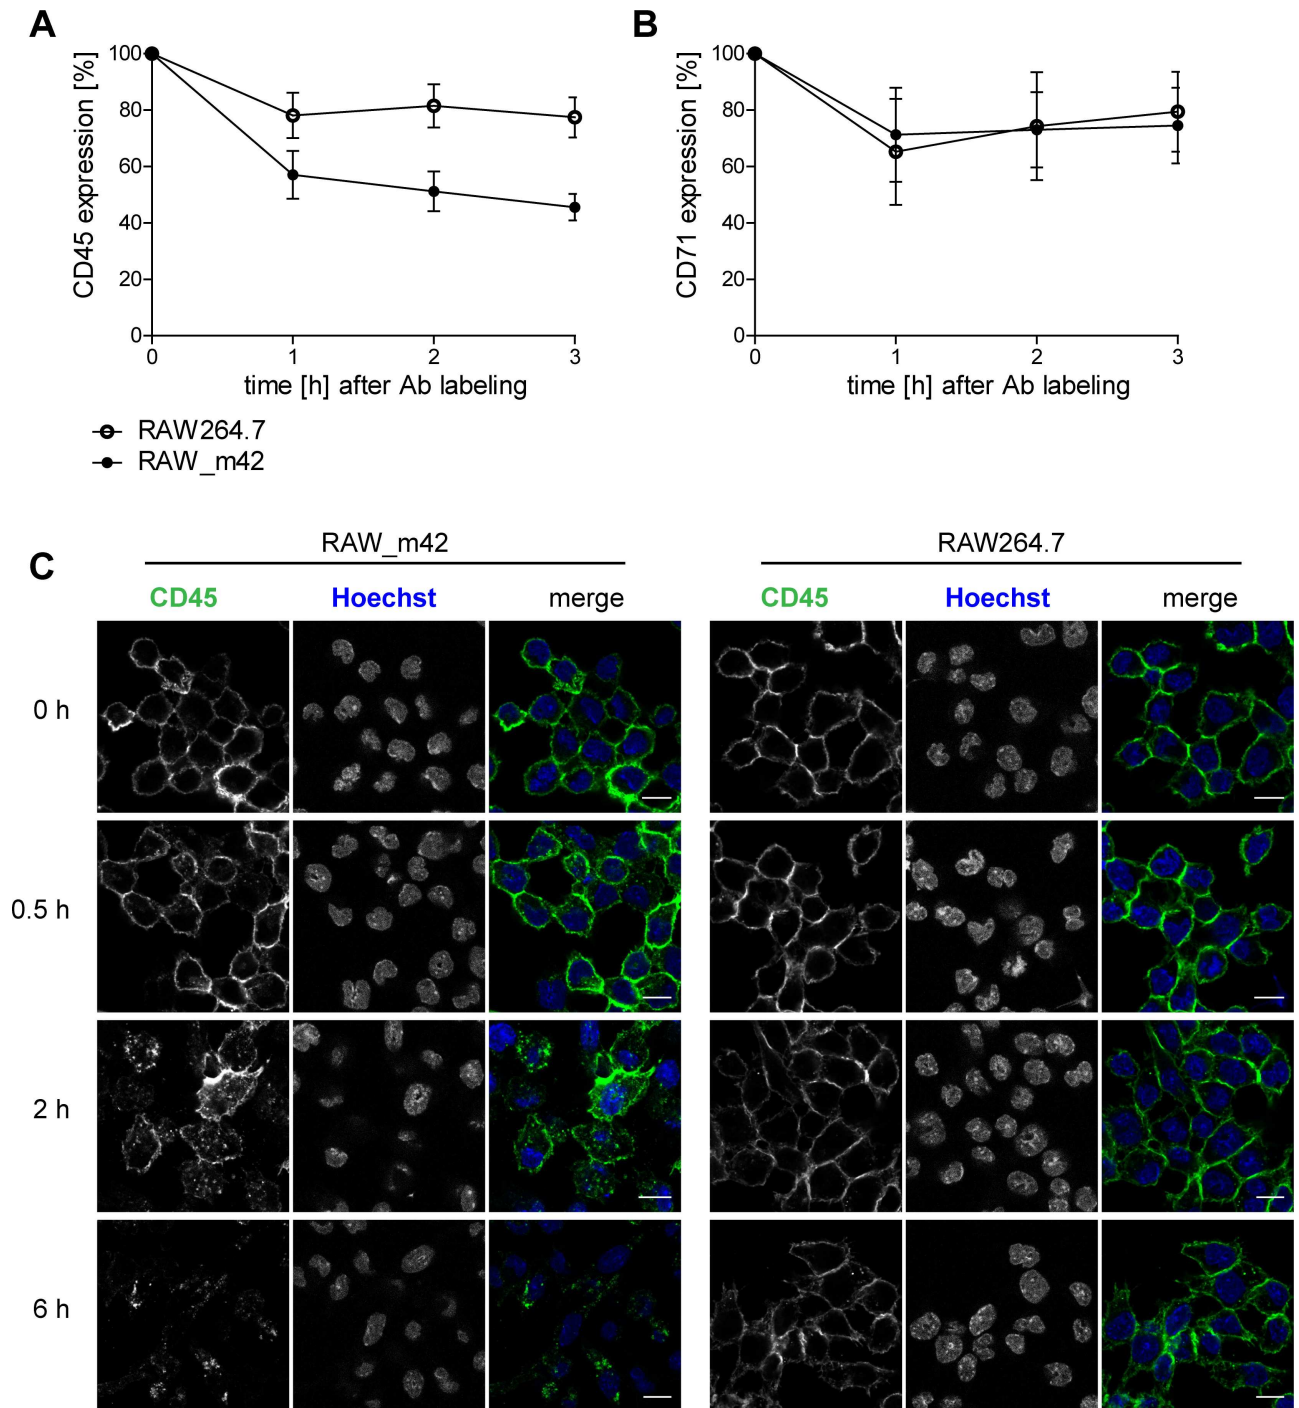 A
CD45 expression [%]
100
80
60
40
20
0
0 1 2 3
time [h] after Ab labeling
RAW264.7
RAW_m42
B
CD71 expression [%]
100
80
60
40
20
0
0 1 2 3
time [h] after Ab labeling
C
RAW_m42 RAW264.7
CD45 Hoechst merge CD45 Hoechst merge
0 h
0.5 h
2 h
6 h